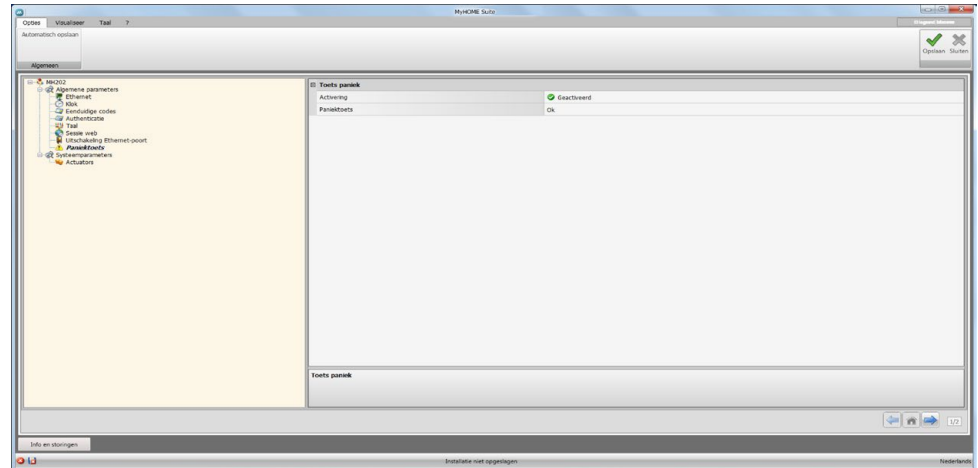 MyHOME Suite
Opties Visualiseer Taal ?
Automatisch opslaan
Opslaan Sluiten
Algemeen
MH202
Algemene parameters
Ethernet
Klok
Eenduidige codes
Authenticatie
Taal
Sessie web
Uitschakeling Ethernet-poort
Paniektoets
Systeemparameters
Actuators
Toets paniek
Activering Geactiveerd
Paniektoets Ok
Toets paniek
1/2
Info en storingen
Installatie niet opgeslagen
Nederlands